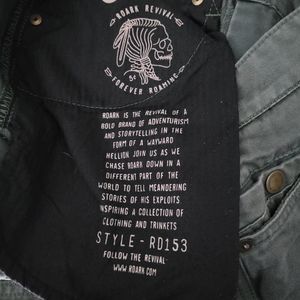 ROARK REVIVAL
5¢
FOREVER ROAMING
ROARK IS THE REVIVAL OF A
BOLD BRAND OF ADVENTURISM
AND STORYTELLING IN THE
FORM OF A WAYWARD
HELLION JOIN US AS WE
CHASE ROARK DOWN IN A
DIFFERENT PART OF THE
WORLD TO TELL MEANDERING
STORIES OF HIS EXPLOITS
INSPIRING A COLLECTION OF
CLOTHING AND TRINKETS
STYLE - RD153
FOLLOW THE REVIVAL
WWW.ROARK.COM